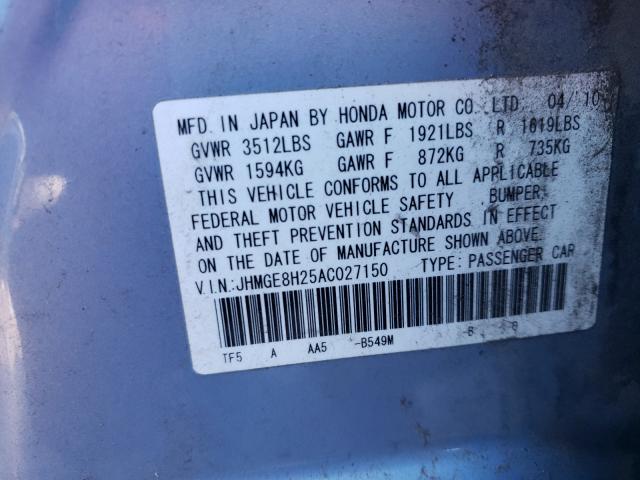 MFD. IN JAPAN BY HONDA MOTOR CO. LTD 04/10
GVWR 3512LBS GAWR F 1921LBS R 1619LBS
GVWR 1594KG GAWR F 872KG R 735KG
THIS VEHICLE CONFORMS TO ALL APPLICABLE
FEDERAL MOTOR VEHICLE SAFETY BUMPER,
AND THEFT PREVENTION STANDARDS IN EFFECT
ON THE DATE OF MANUFACTURE SHOWN ABOVE.
V.I.N.:JHMGE8H25AC027150 TYPE: PASSENGER CAR
TF5 A AA5 -B549M -B B